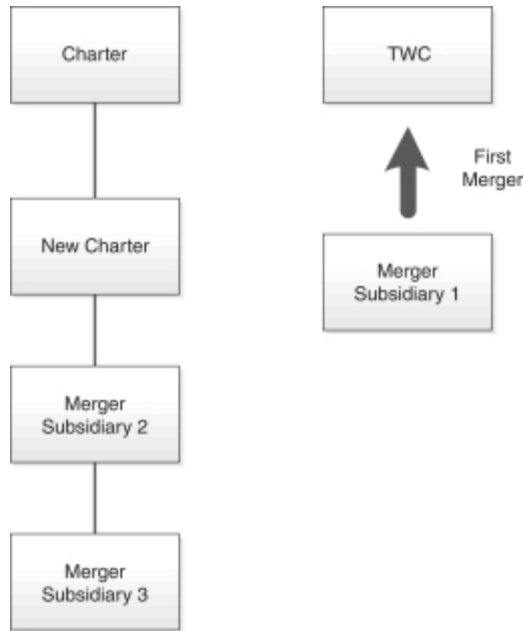 Charter
TWC
First
Merger
New Charter
Merger
Subsidiary 1
Merger
Subsidiary 2
Merger
Subsidiary 3